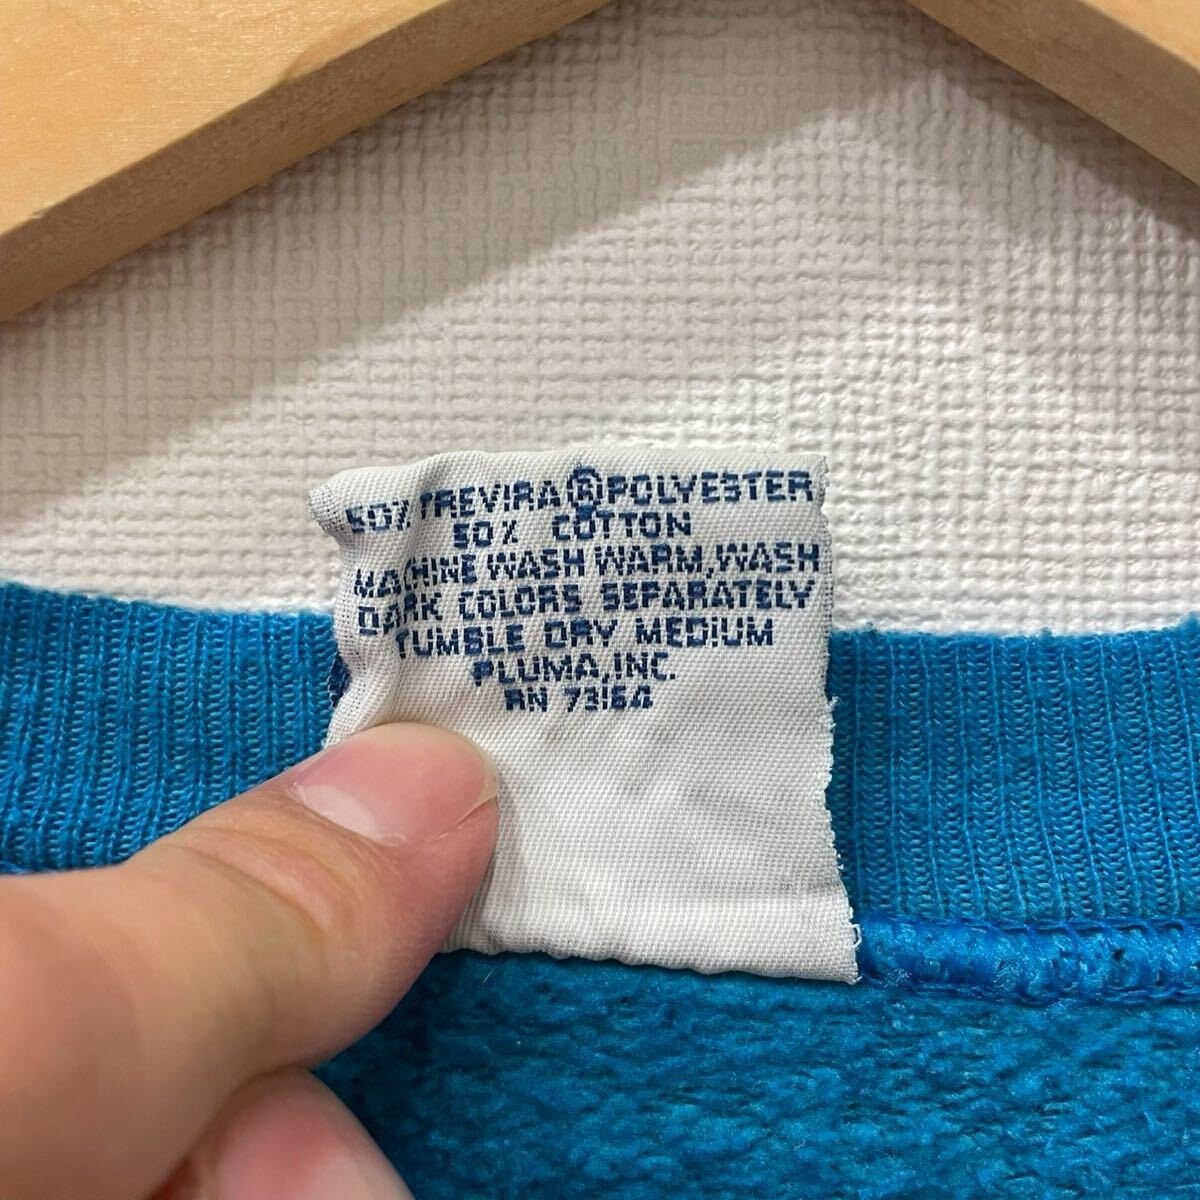 50% TREVIRA®POLYESTER
50% COTTON
MACHINE WASH WARM,WASH
DARK COLORS SEPARATELY
TUMBLE DRY MEDIUM
PLUMA,INC.
RN 73164